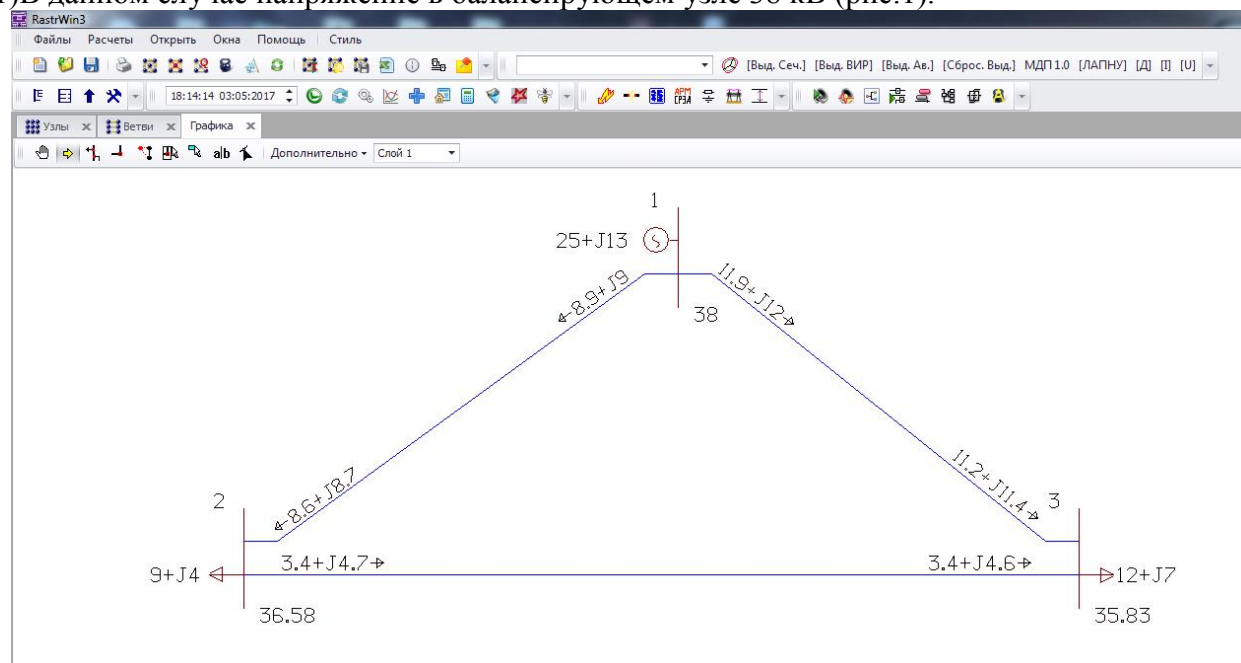 )В данном случае напряжение в балансирующем узле 38 кВ (рис.1).
RastrWin3
Файлы Расчеты Открыть Окна Помощь Стиль
[Выд. Сеч.] [Выд. ВИР] [Выд. Ав.] [Сброс. Выд.] МДП 1.0 [ЛАПНУ] [Д] [I] [U]
18:14:14 03:05:2017
Узлы Ветви Графика
a|b Дополнительно Слой 1
1
25+J13
8.9+J9
11.9+J12
38
8.6+J8.7
11.2+J11.4
2
3
9+J4
3.4+J4.7
3.4+J4.6
12+J7
36.58
35.83